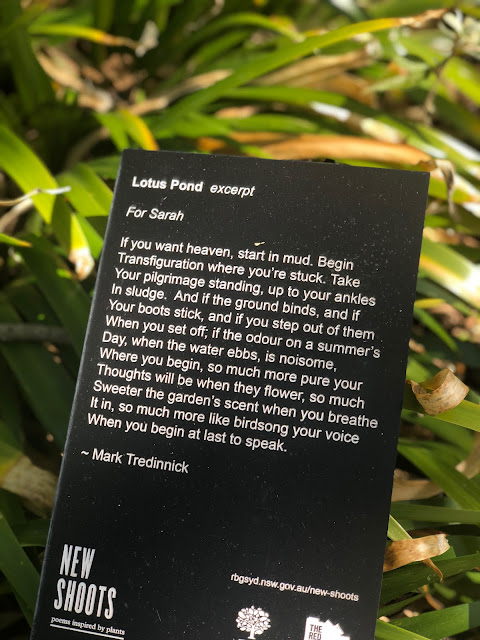 Lotus Pond excerpt
For Sarah
If you want heaven, start in mud. Begin
Transfiguration where you're stuck. Take
Your pilgrimage standing, up to your ankles
In sludge. And if the ground binds, and if
Your boots stick, and if you step out of them
When you set off; if the odour on a summer's
Day, when the water ebbs, is noisome,
Where you begin, so much more pure your
Thoughts will be when they flower, so much
Sweeter the garden's scent when you breathe
It in, so much more like birdsong your voice
When you begin at last to speak.
~ Mark Tredinnick
NEW
SHOOTS
poems inspired by plants
rbgsyd.nsw.gov.au/new-shoots
THE
RED